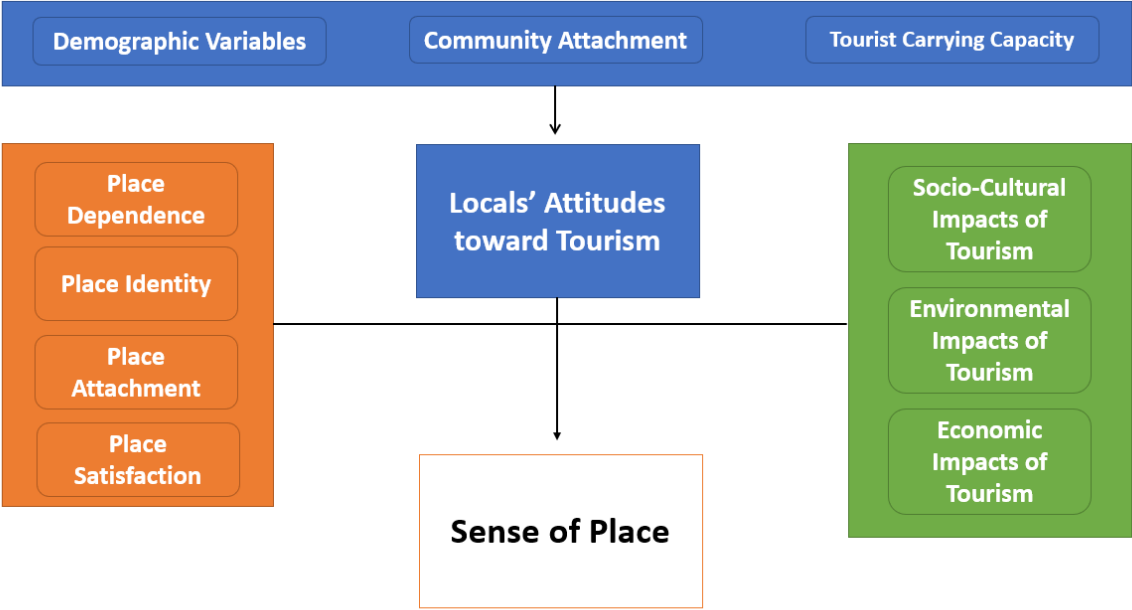 Demographic Variables
Community Attachment
Tourist Carrying Capacity
Place
Dependence
Place Identity
Place
Attachment
Place
Satisfaction
Locals’ Attitudes
toward Tourism
Sense of Place
Socio-Cultural
Impacts of
Tourism
Environmental
Impacts of
Tourism
Economic
Impacts of
Tourism